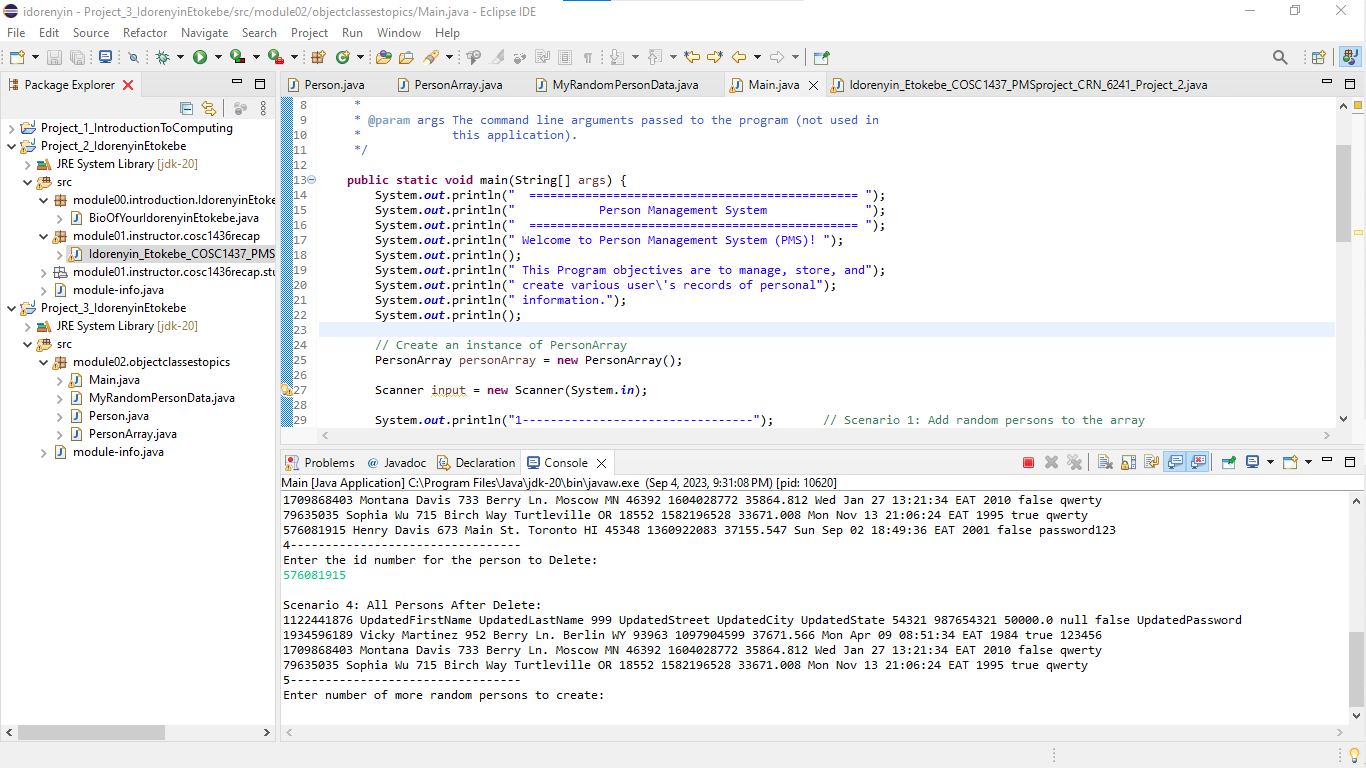 idorenyin - Project_3_IdorenyinEtokebe/src/module02/objectclassestopics/Main.java - Eclipse IDE
File Edit Source Refactor Navigate Search Project Run Window Help
Package Explorer
Project_1_IntroductionToComputing
Project_2_IdorenyinEtokebe
JRE System Library [jdk-20]
src
module00.introduction.IdorenyinEtoke
BioOfYourIdorenyinEtokebe.java
module01.instructor.cosc1436recap
Idorenyin_Etokebe_COSC1437_PMS
module01.instructor.cosc1436recap.stu
module-info.java
Project_3_IdorenyinEtokebe
JRE System Library [jdk-20]
src
module02.objectclassestopics
Main.java
MyRandomPersonData.java
Person.java
PersonArray.java
module-info.java
Person.java PersonArray.java MyRandomPersonData.java Main.java Idorenyin_Etokebe_COSC1437_PMSproject_CRN_6241_Project_2.java
8 *
9 * @param args The command line arguments passed to the program (not used in
10 * this application).
11 */
12
13 public static void main(String[] args) {
14 System.out.println("  =============================================== ");
15 System.out.println("            Person Management System              ");
16 System.out.println("  =============================================== ");
17 System.out.println(" Welcome to Person Management System (PMS)! ");
18 System.out.println();
19 System.out.println(" This Program objectives are to manage, store, and");
20 System.out.println(" create various user\'s records of personal");
21 System.out.println(" information.");
22 System.out.println();
23
24 // Create an instance of PersonArray
25 PersonArray personArray = new PersonArray();
26
27 Scanner input = new Scanner(System.in);
28
29 System.out.println("1---------------------------------"); // Scenario 1: Add random persons to the array
Problems @ Javadoc Declaration Console
Main [Java Application] C:\Program Files\Java\jdk-20\bin\javaw.exe (Sep 4, 2023, 9:31:08 PM) [pid: 10620]
1709868403 Montana Davis 733 Berry Ln. Moscow MN 46392 1604028772 35864.812 Wed Jan 27 13:21:34 EAT 2010 false qwerty
79635035 Sophia Wu 715 Birch Way Turtleville OR 18552 1582196528 33671.008 Mon Nov 13 21:06:24 EAT 1995 true qwerty
576081915 Henry Davis 673 Main St. Toronto HI 45348 1360922083 37155.547 Sun Sep 02 18:49:36 EAT 2001 false password123
4---------------------------------
Enter the id number for the person to Delete:
576081915
Scenario 4: All Persons After Delete:
1122441876 UpdatedFirstName UpdatedLastName 999 UpdatedStreet UpdatedCity UpdatedState 54321 987654321 50000.0 null false UpdatedPassword
1934596189 Vicky Martinez 952 Berry Ln. Berlin WY 93963 1097904599 37671.566 Mon Apr 09 08:51:34 EAT 1984 true 123456
1709868403 Montana Davis 733 Berry Ln. Moscow MN 46392 1604028772 35864.812 Wed Jan 27 13:21:34 EAT 2010 false qwerty
79635035 Sophia Wu 715 Birch Way Turtleville OR 18552 1582196528 33671.008 Mon Nov 13 21:06:24 EAT 1995 true qwerty
5---------------------------------
Enter number of more random persons to create: